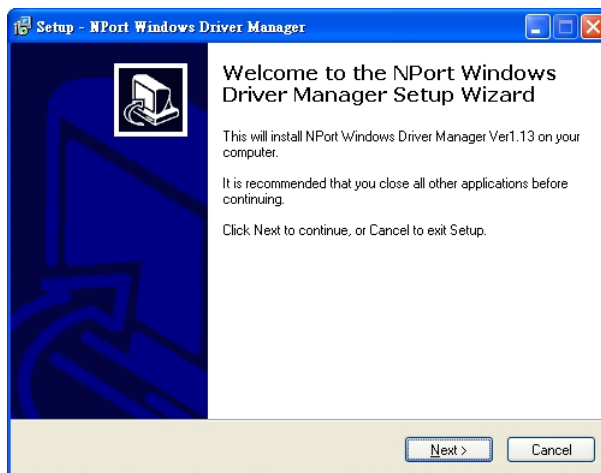 Setup - NPort Windows Driver Manager
Welcome to the NPort Windows
Driver Manager Setup Wizard
This will install NPort Windows Driver Manager Ver1.13 on your
computer.
It is recommended that you close all other applications before
continuing.
Click Next to continue, or Cancel to exit Setup.
Next >
Cancel